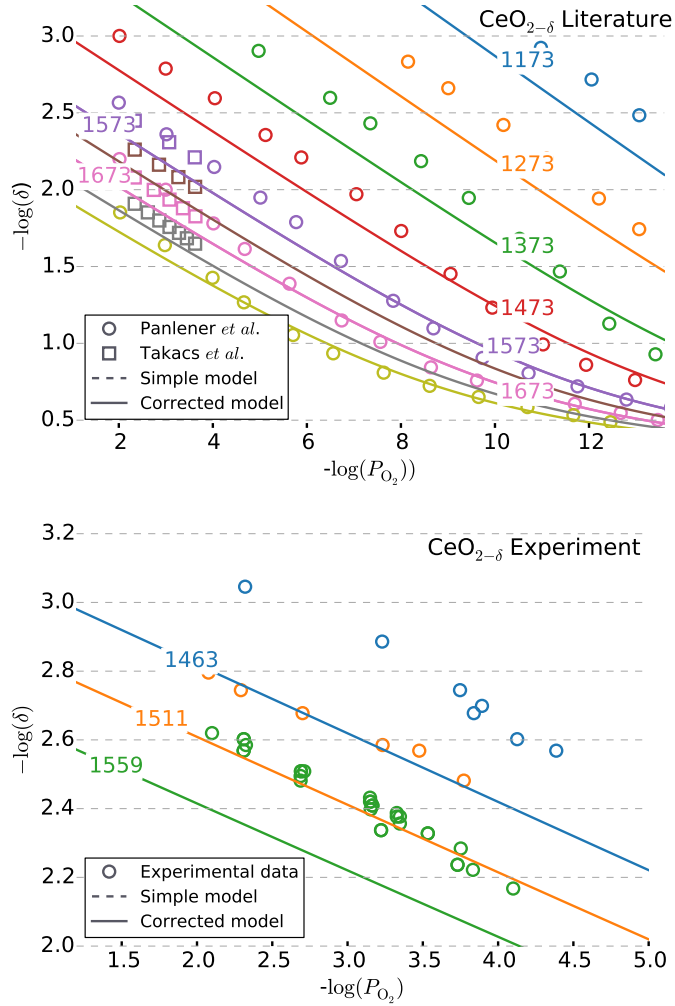 CeO₂₋δ Literature
3.0
2.5
2.0
1.5
1.0
0.5
−log(δ)
1173
1273
1373
1473
1573
1673
1573
1673
Panlener et al.
Takacs et al.
Simple model
Corrected model
2 4 6 8 10 12
-log(P_O₂))
CeO₂₋δ Experiment
3.2
3.0
2.8
2.6
2.4
2.2
2.0
−log(δ)
1463
1511
1559
Experimental data
Simple model
Corrected model
1.5 2.0 2.5 3.0 3.5 4.0 4.5 5.0
-log(P_O₂)